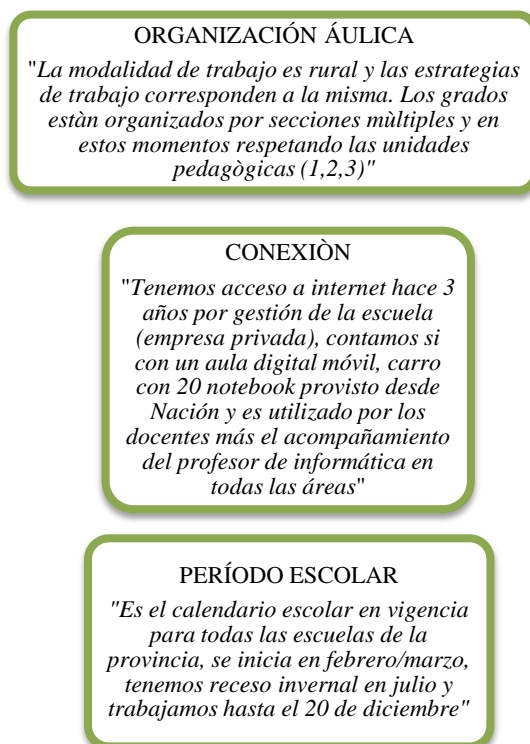 ORGANIZACIÓN ÁULICA
"La modalidad de trabajo es rural y las estrategias
de trabajo corresponden a la misma. Los grados
estàn organizados por secciones mùltiples y en
estos momentos respetando las unidades
pedagògicas (1,2,3)"
CONEXIÒN
"Tenemos acceso a internet hace 3
años por gestión de la escuela
(empresa privada), contamos si
con un aula digital móvil, carro
con 20 notebook provisto desde
Nación y es utilizado por los
docentes más el acompañamiento
del profesor de informática en
todas las áreas"
PERÍODO ESCOLAR
"Es el calendario escolar en vigencia
para todas las escuelas de la
provincia, se inicia en febrero/marzo,
tenemos receso invernal en julio y
trabajamos hasta el 20 de diciembre"